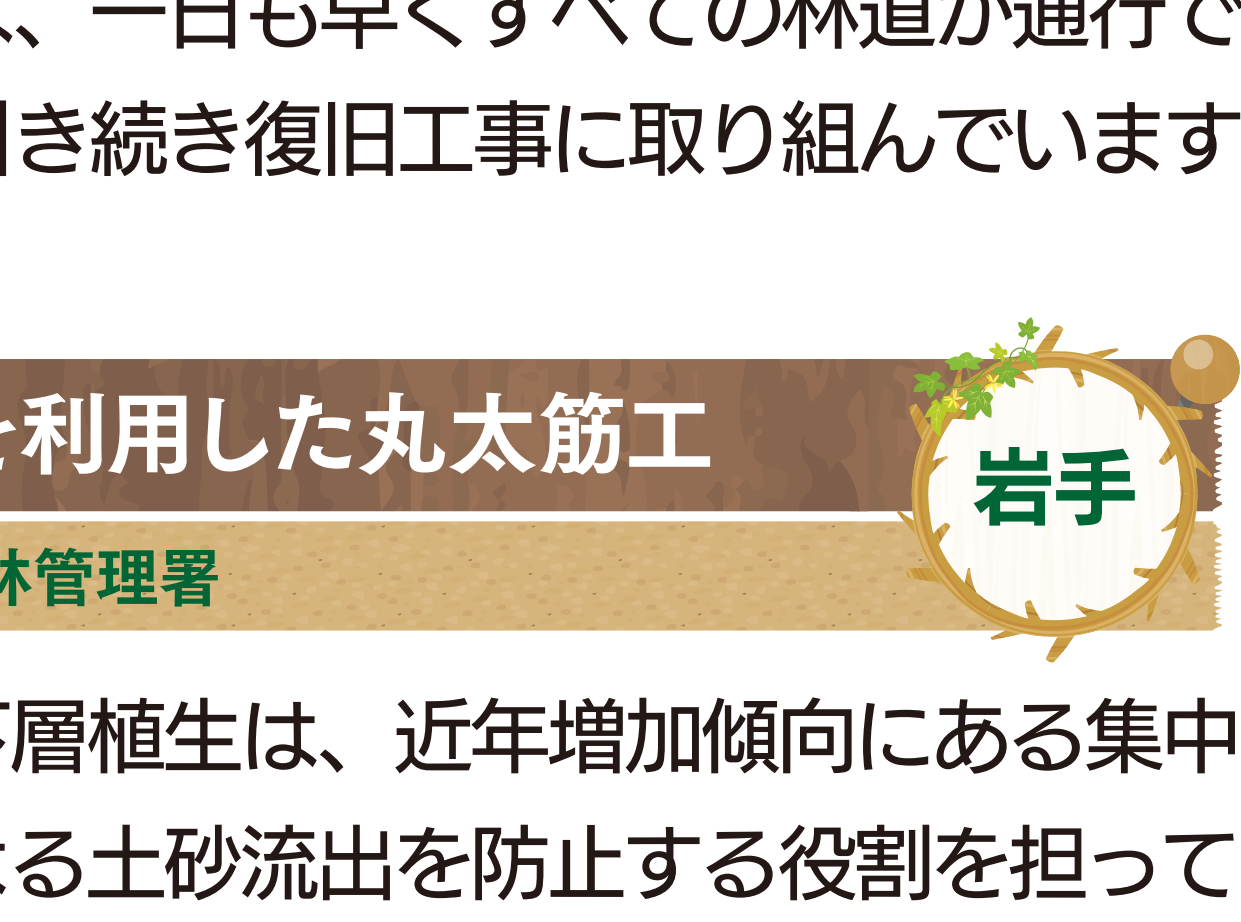 、一日も早くすべての林道が通行で
き続き復旧工事に取り組んでいます
を利用した丸太筋工
岩手
林管理署
下層植生は、近年増加傾向にある集中
る土砂流出を防止する役割を担って